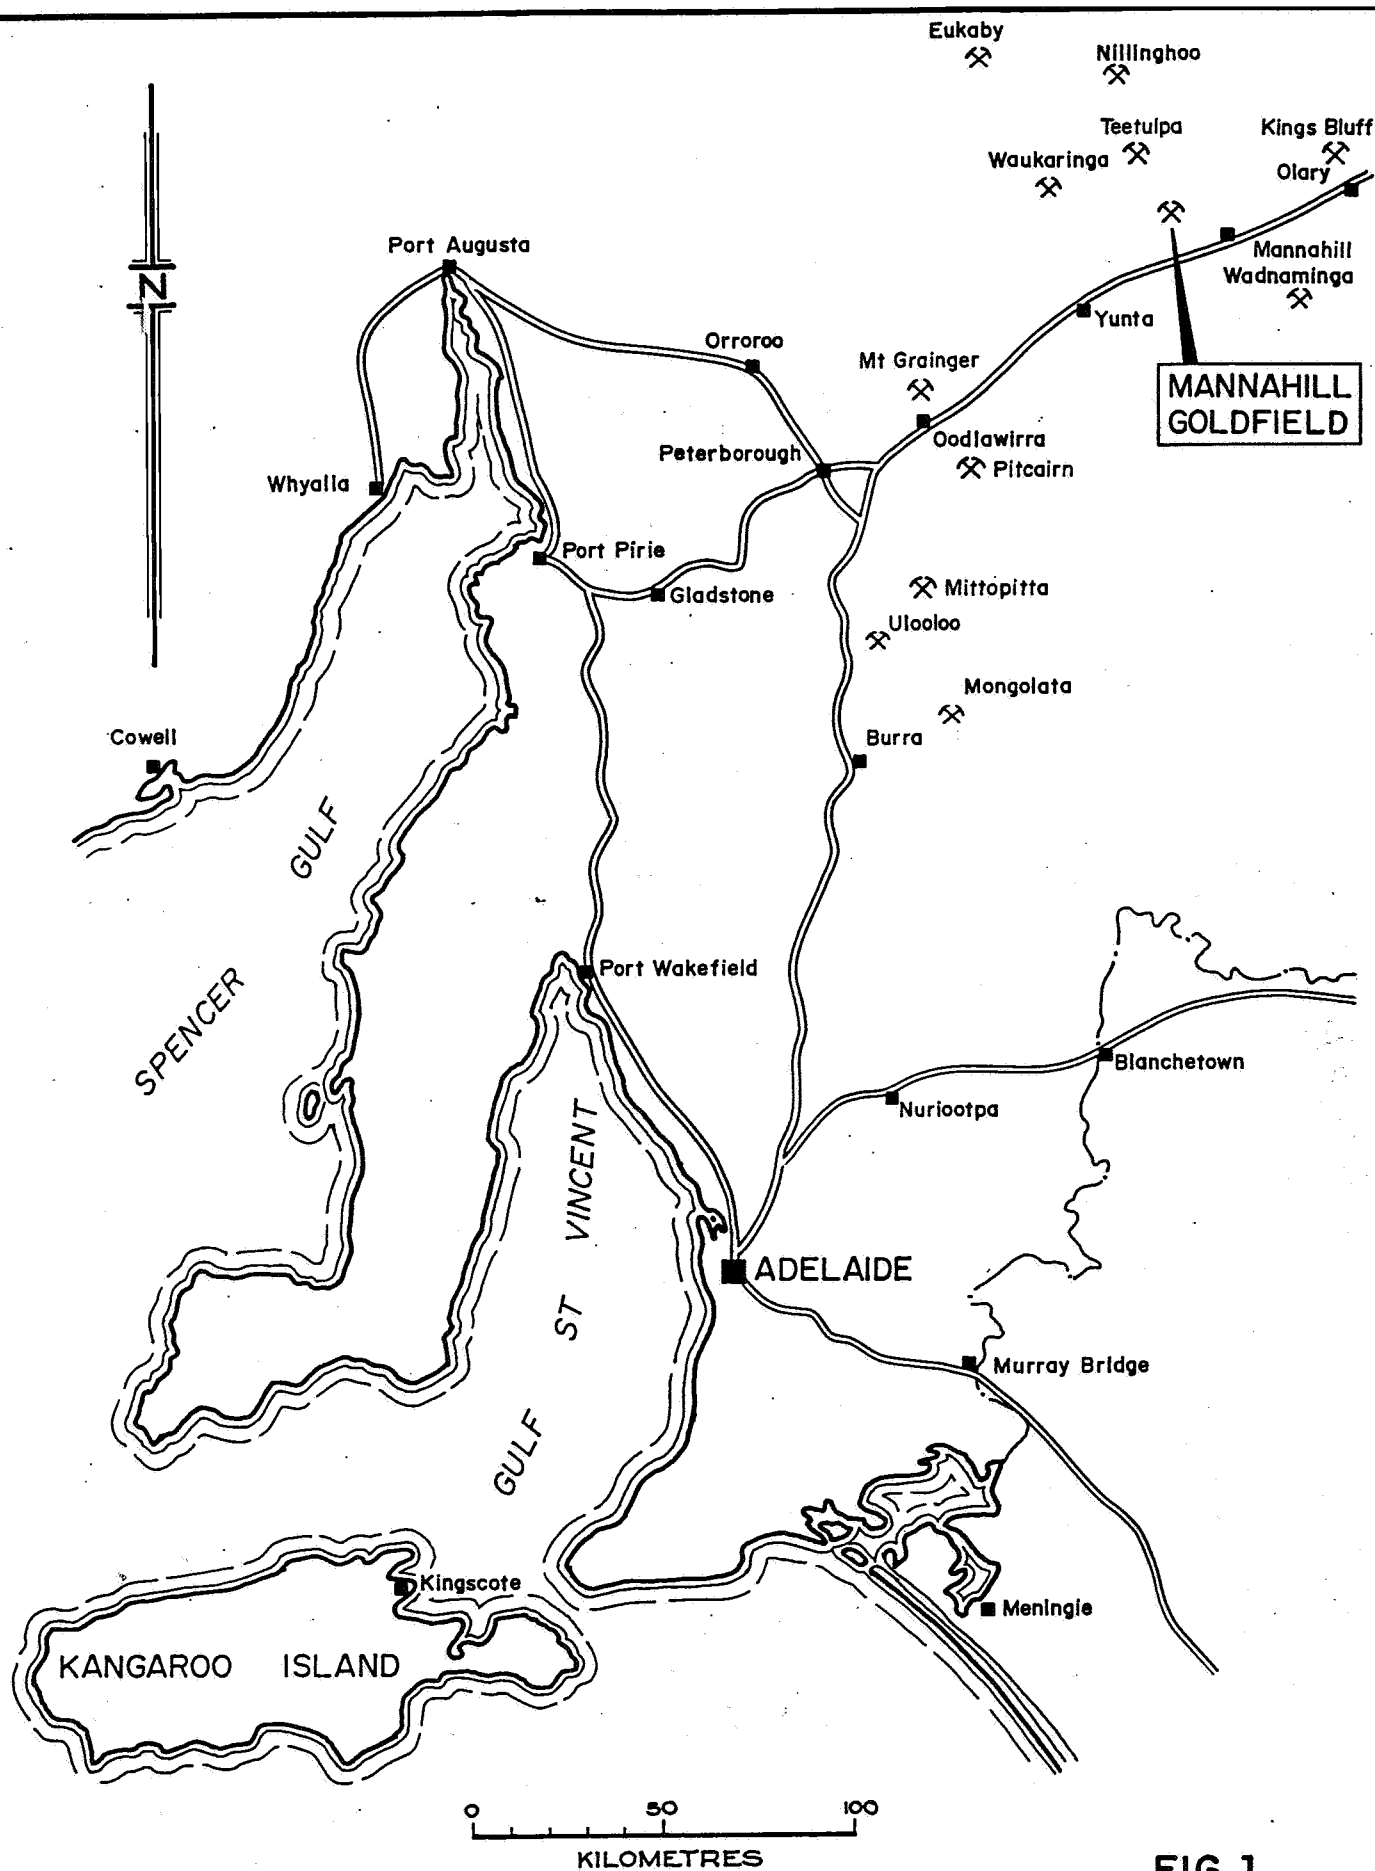 Eukaby
Nillinghoo
Teetulpa
Kings Bluff
Waukaringa
Olary
N
Port Augusta
Mannahill
Wadnaminga
Yunta
Orroroo
Mt Grainger
MANNAHILL
GOLDFIELD
Oodlawirra
Peterborough
Pitcairn
Whyalla
Port Pirie
Gladstone
Mittopitta
Ulooloo
Mongolata
Cowell
Burra
SPENCER GULF
Port Wakefield
Blanchetown
Nuriootpa
GULF ST VINCENT
ADELAIDE
Murray Bridge
Kingscote
Meningie
KANGAROO ISLAND
0 50 100
KILOMETRES
FIG. 1